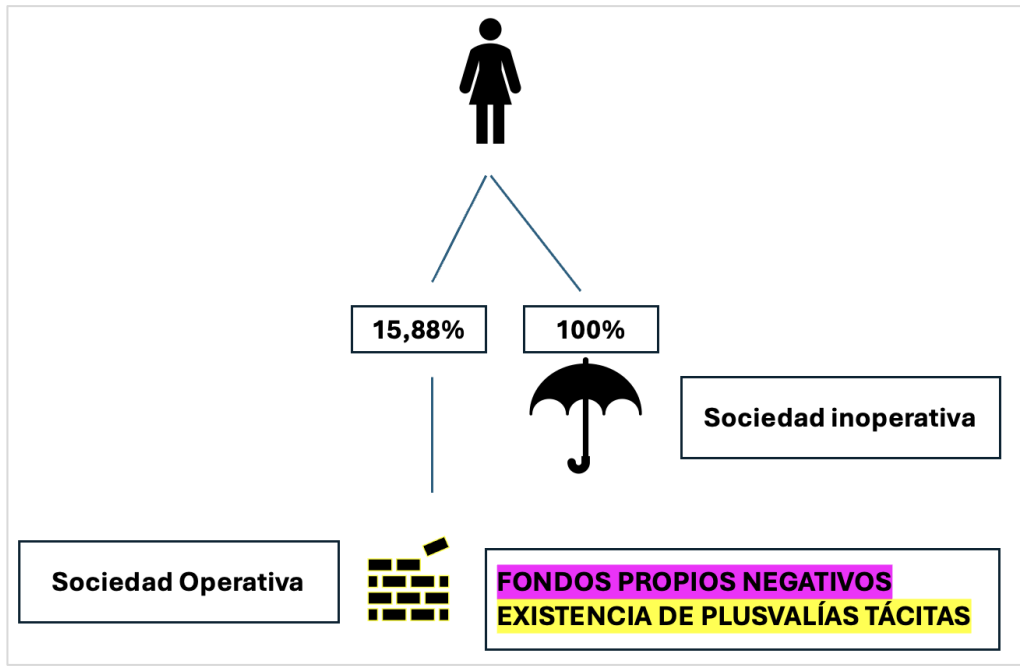 15,88%
100%
Sociedad inoperativa
Sociedad Operativa
FONDOS PROPIOS NEGATIVOS
EXISTENCIA DE PLUSVALÍAS TÁCITAS